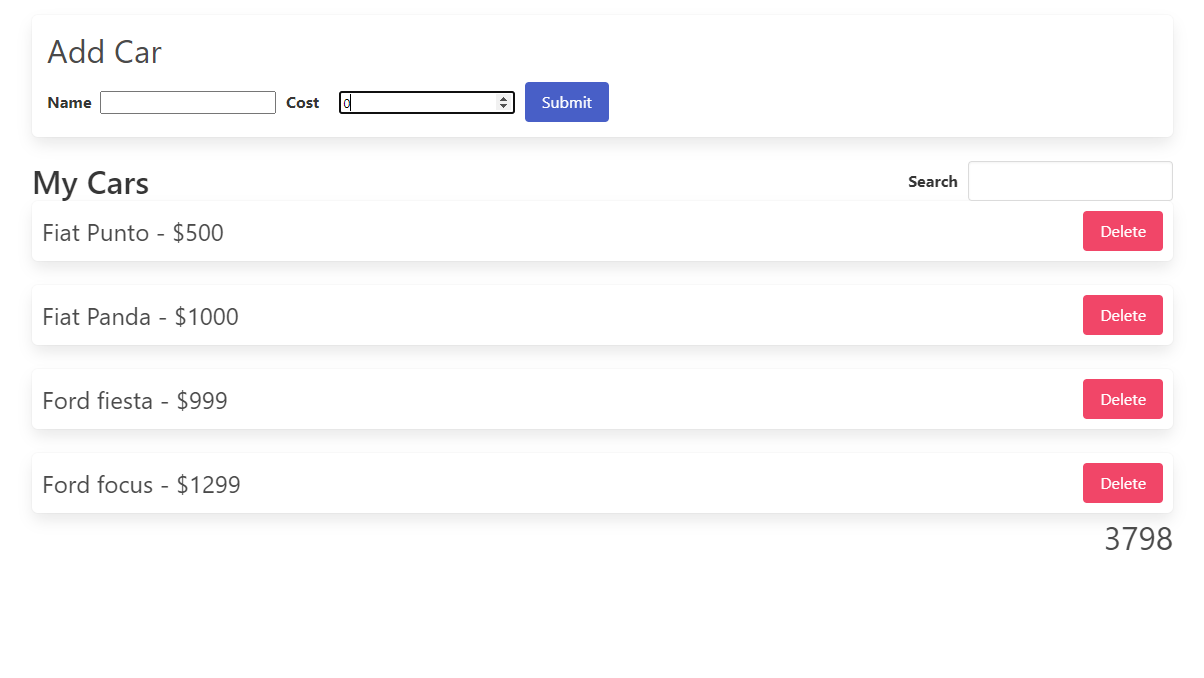 Add Car
Name Cost 0 Submit
My Cars Search
Fiat Punto - $500 Delete
Fiat Panda - $1000 Delete
Ford fiesta - $999 Delete
Ford focus - $1299 Delete
3798